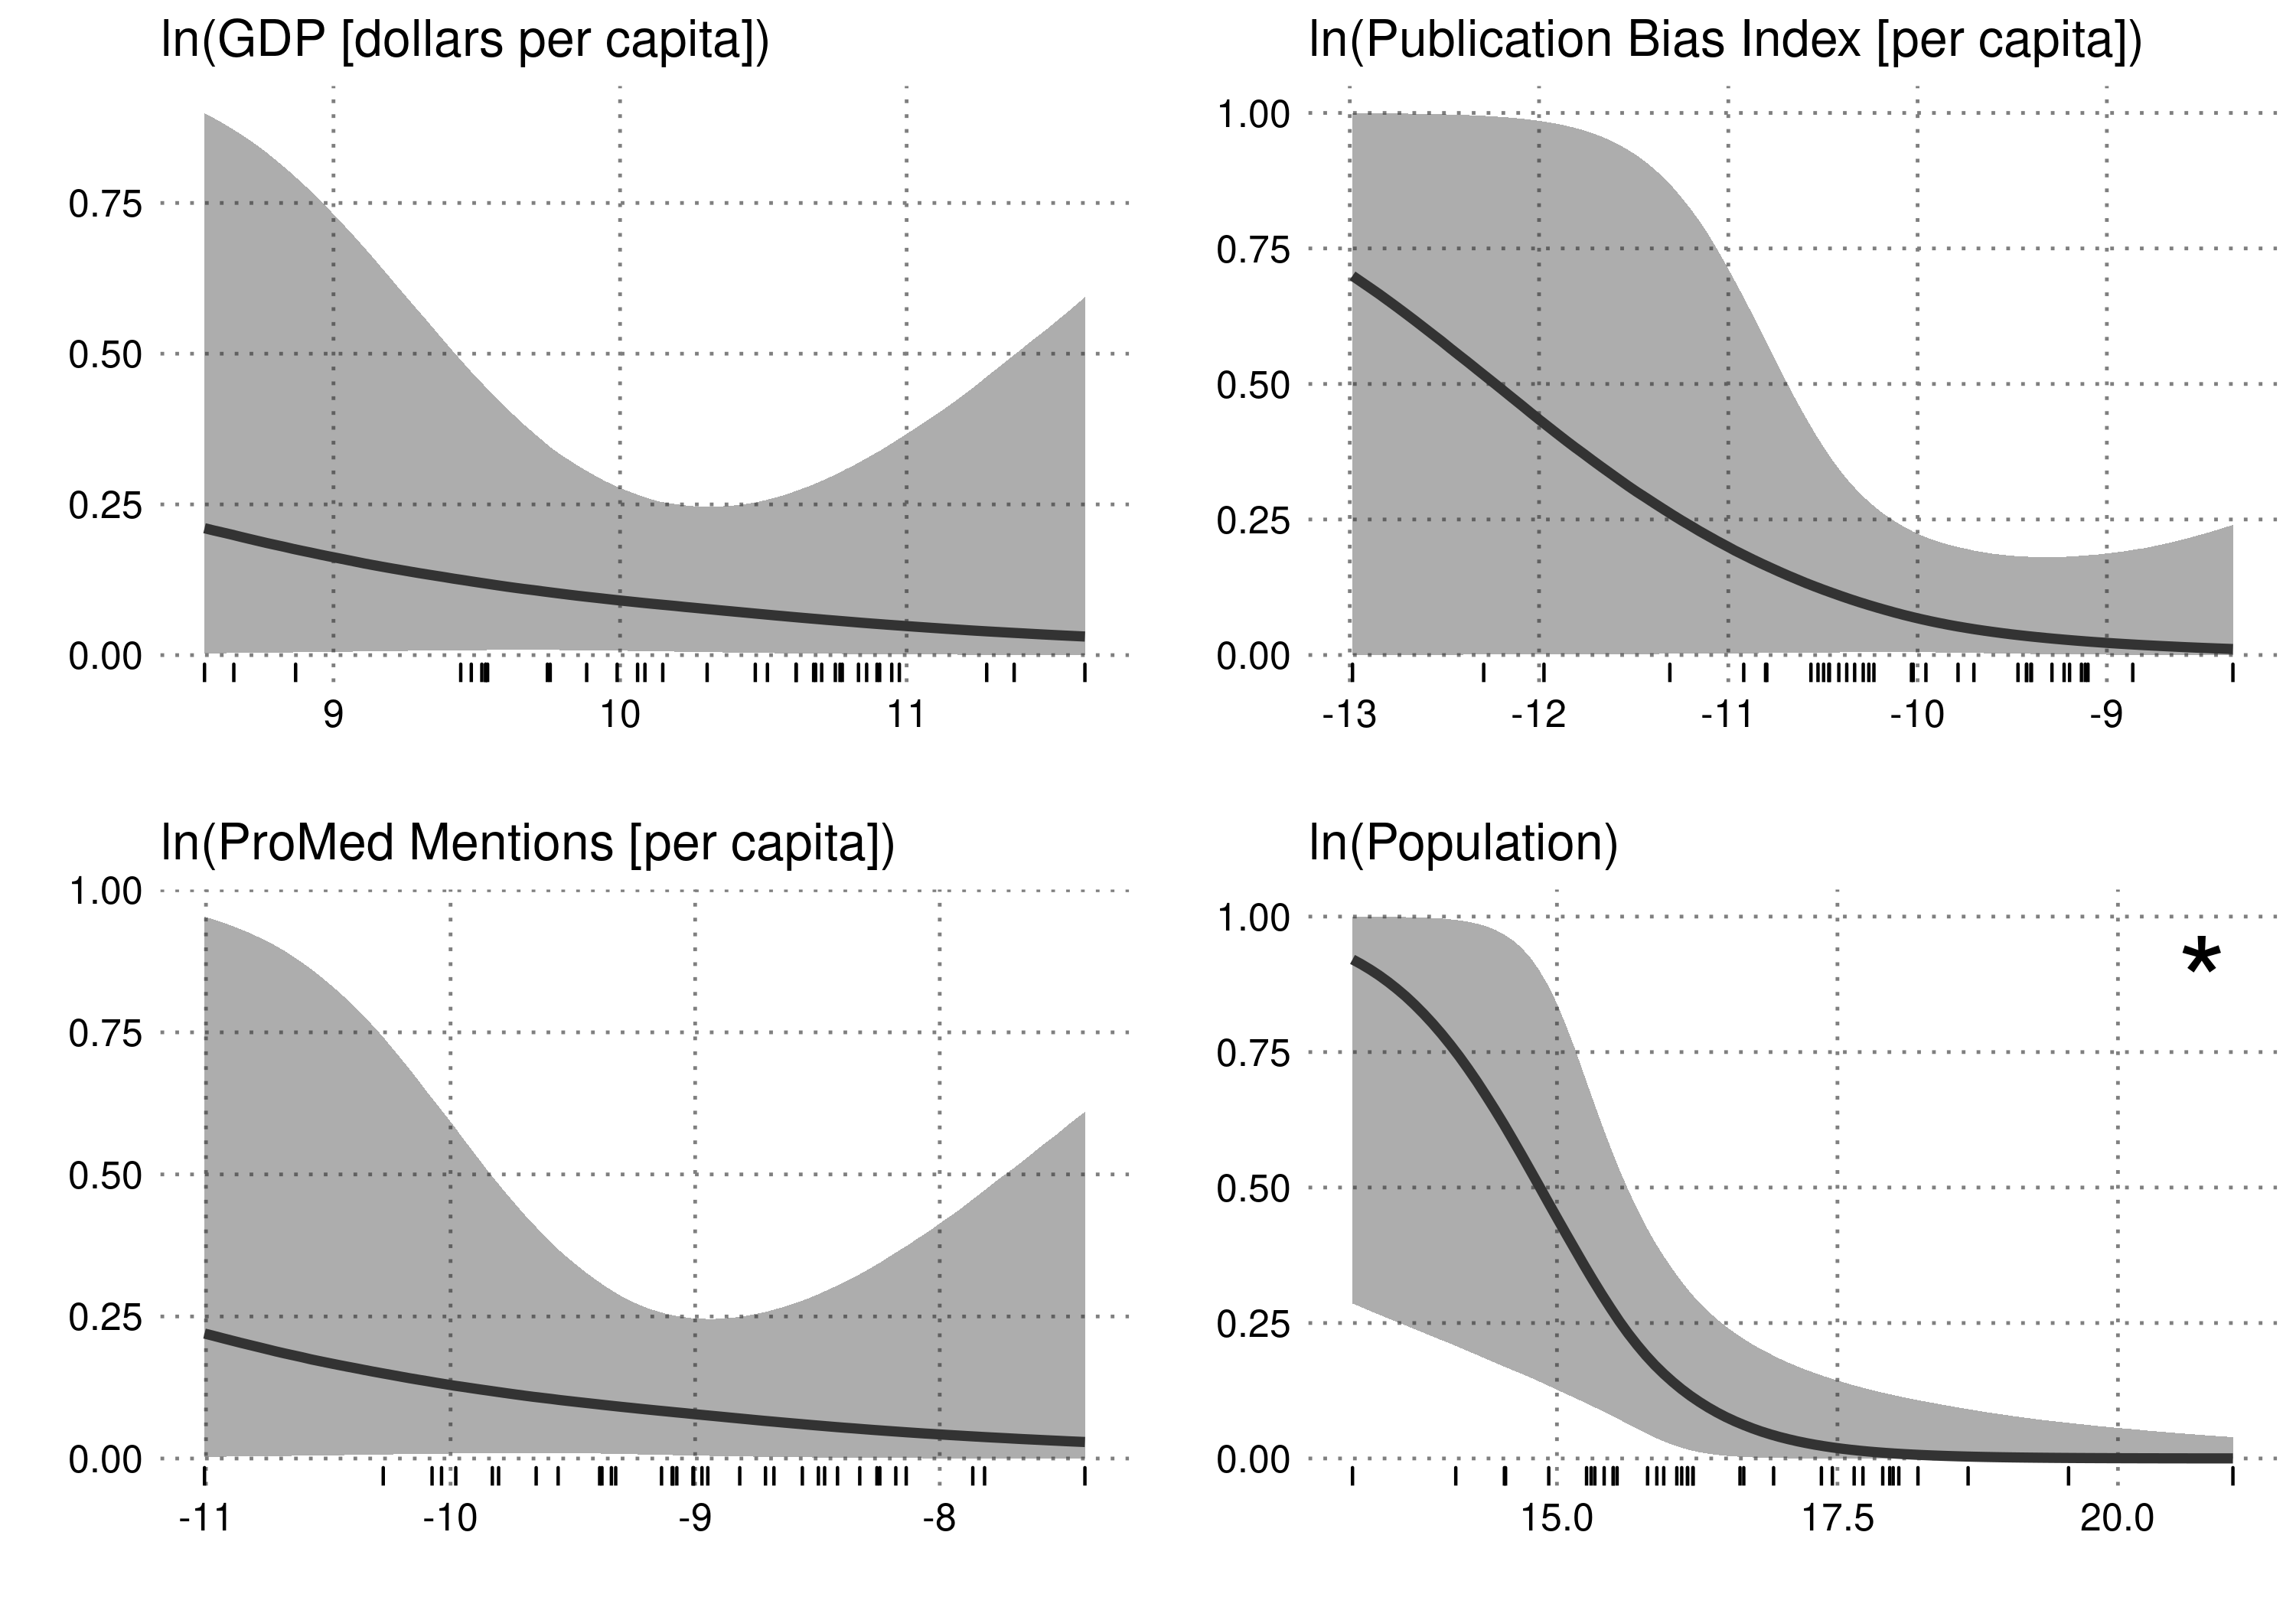 ln(GDP [dollars per capita])
0.75
0.50
0.25
0.00
9 10 11
ln(Publication Bias Index [per capita])
1.00
0.75
0.50
0.25
0.00
-13 -12 -11 -10 -9
ln(ProMed Mentions [per capita])
1.00
0.75
0.50
0.25
0.00
-11 -10 -9 -8
ln(Population)
1.00
*
0.75
0.50
0.25
0.00
15.0 17.5 20.0